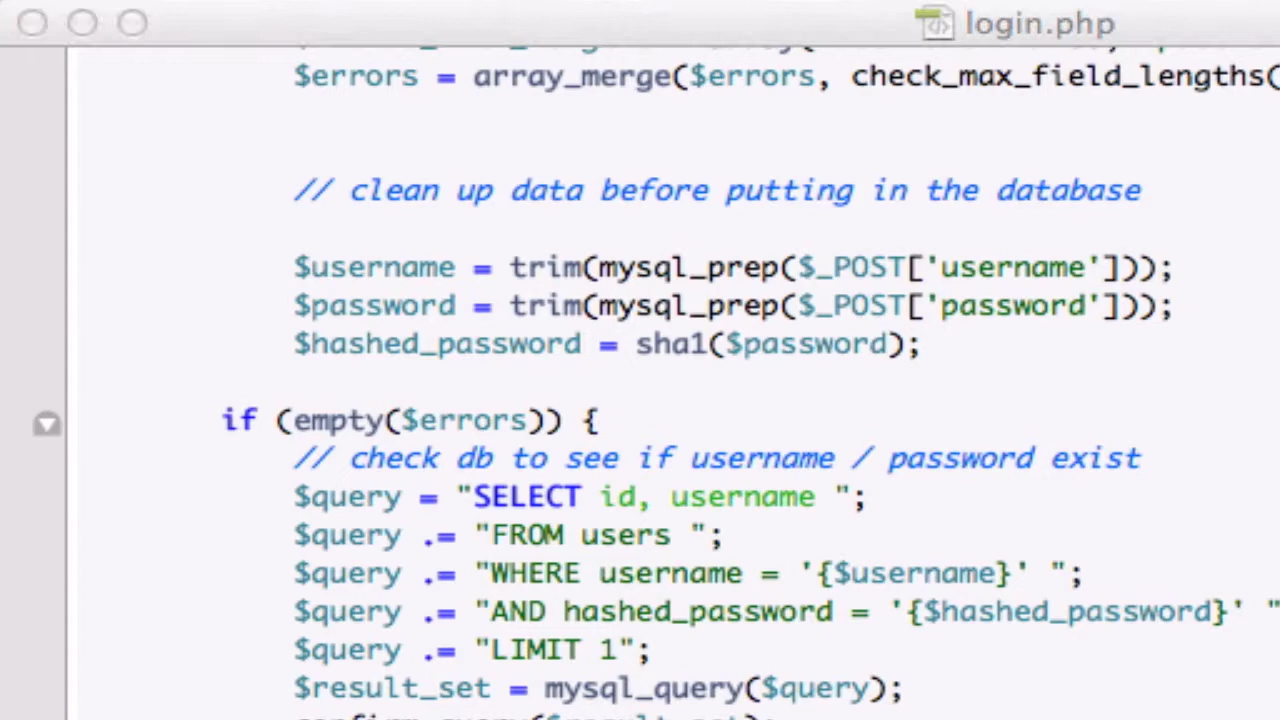 login.php
$errors = array_merge($errors, check_max_field_lengths(
// clean up data before putting in the database
$username = trim(mysql_prep($_POST['username']));
$password = trim(mysql_prep($_POST['password']));
$hashed_password = sha1($password);
if (empty($errors)) {
// check db to see if username / password exist
$query = "SELECT id, username ";
$query .= "FROM users ";
$query .= "WHERE username = '{$username}' ";
$query .= "AND hashed_password = '{$hashed_password}' "
$query .= "LIMIT 1";
$result_set = mysql_query($query);